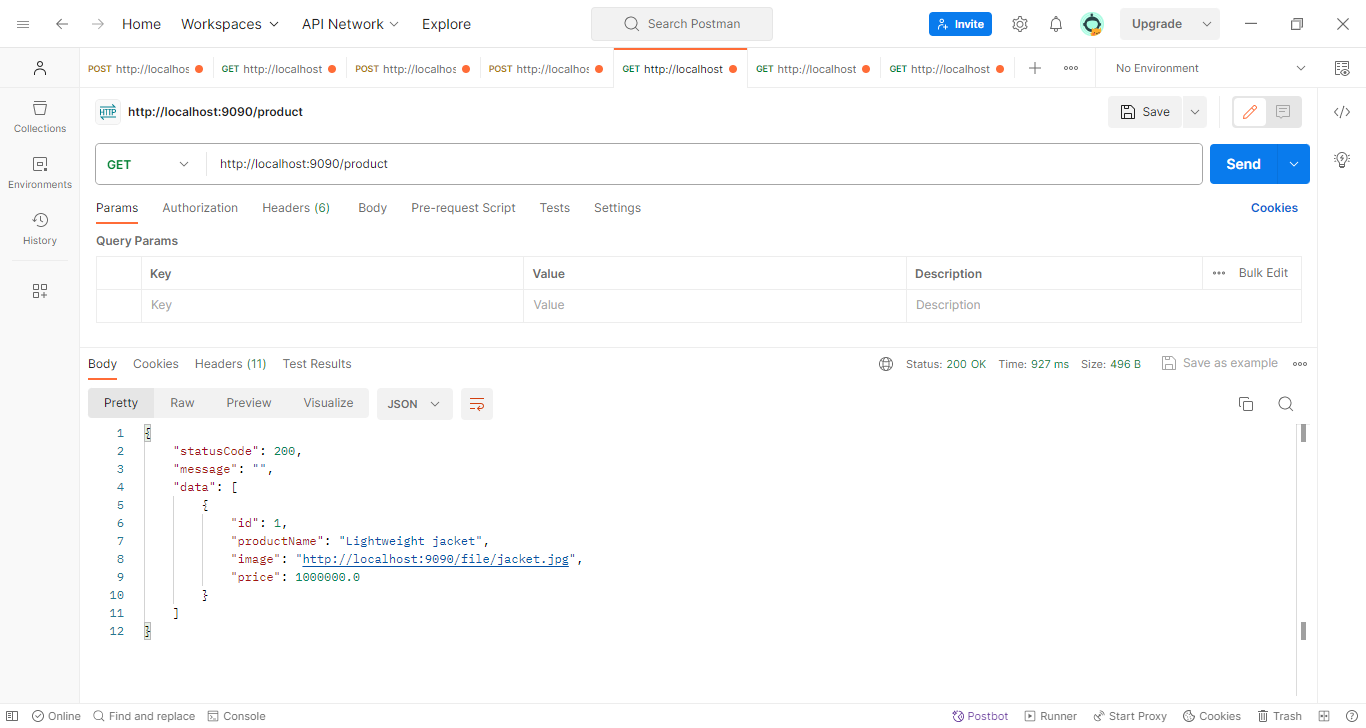 Home Workspaces API Network Explore Search Postman Invite Upgrade
POST http://localhos GET http://localhost POST http://localhos POST http://localhos GET http://localhost GET http://localhost GET http://localhost No Environment
HTTP http://localhost:9090/product Save
Collections
GET http://localhost:9090/product Send
Environments
Params Authorization Headers (6) Body Pre-request Script Tests Settings Cookies
History
Query Params
Key Value Description Bulk Edit
Key Value Description
Body Cookies Headers (11) Test Results Status: 200 OK Time: 927 ms Size: 496 B Save as example
Pretty Raw Preview Visualize JSON
1 {
2 "statusCode": 200,
3 "message": "",
4 "data": [
5 {
6 "id": 1,
7 "productName": "Lightweight jacket",
8 "image": "http://localhost:9090/file/jacket.jpg",
9 "price": 1000000.0
10 }
11 ]
12 }
Online Find and replace Console Postbot Runner Start Proxy Cookies Trash